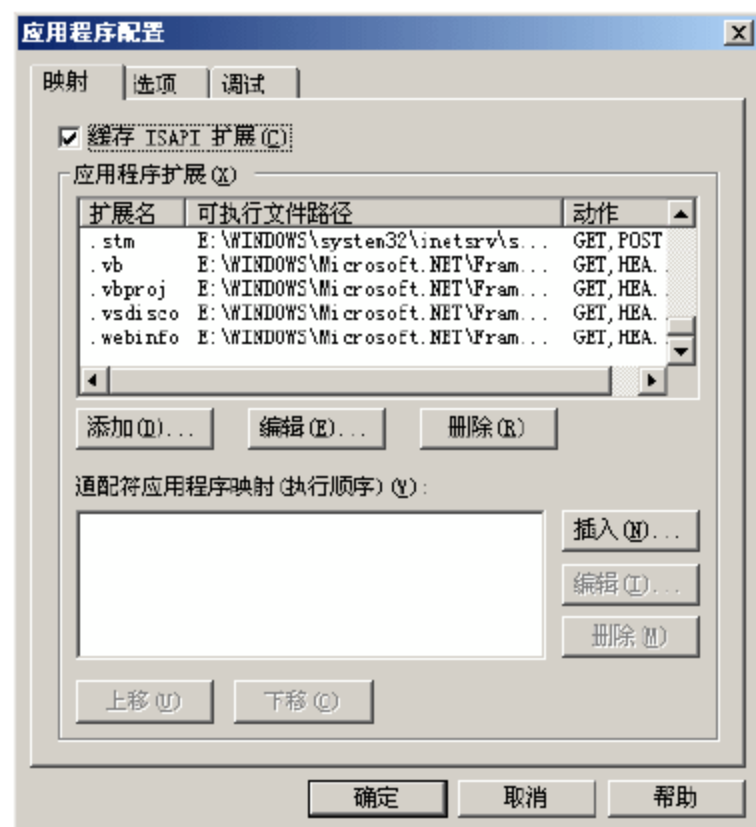 应用程序配置
映射 选项 调试
缓存 ISAPI 扩展(C)
应用程序扩展(X)
扩展名 可执行文件路径 动作
.stm E:\WINDOWS\system32\inetsrv\s... GET,POST
.vb E:\WINDOWS\Microsoft.NET\Fram... GET,HEA...
.vbproj E:\WINDOWS\Microsoft.NET\Fram... GET,HEA...
.vsdisco E:\WINDOWS\Microsoft.NET\Fram... GET,HEA...
.webinfo E:\WINDOWS\Microsoft.NET\Fram... GET,HEA...
添加(D)... 编辑(E)... 删除(R)
通配符应用程序映射(执行顺序)(Y):
插入(N)...
编辑(I)...
删除(M)
上移(U) 下移(O)
确定 取消 帮助